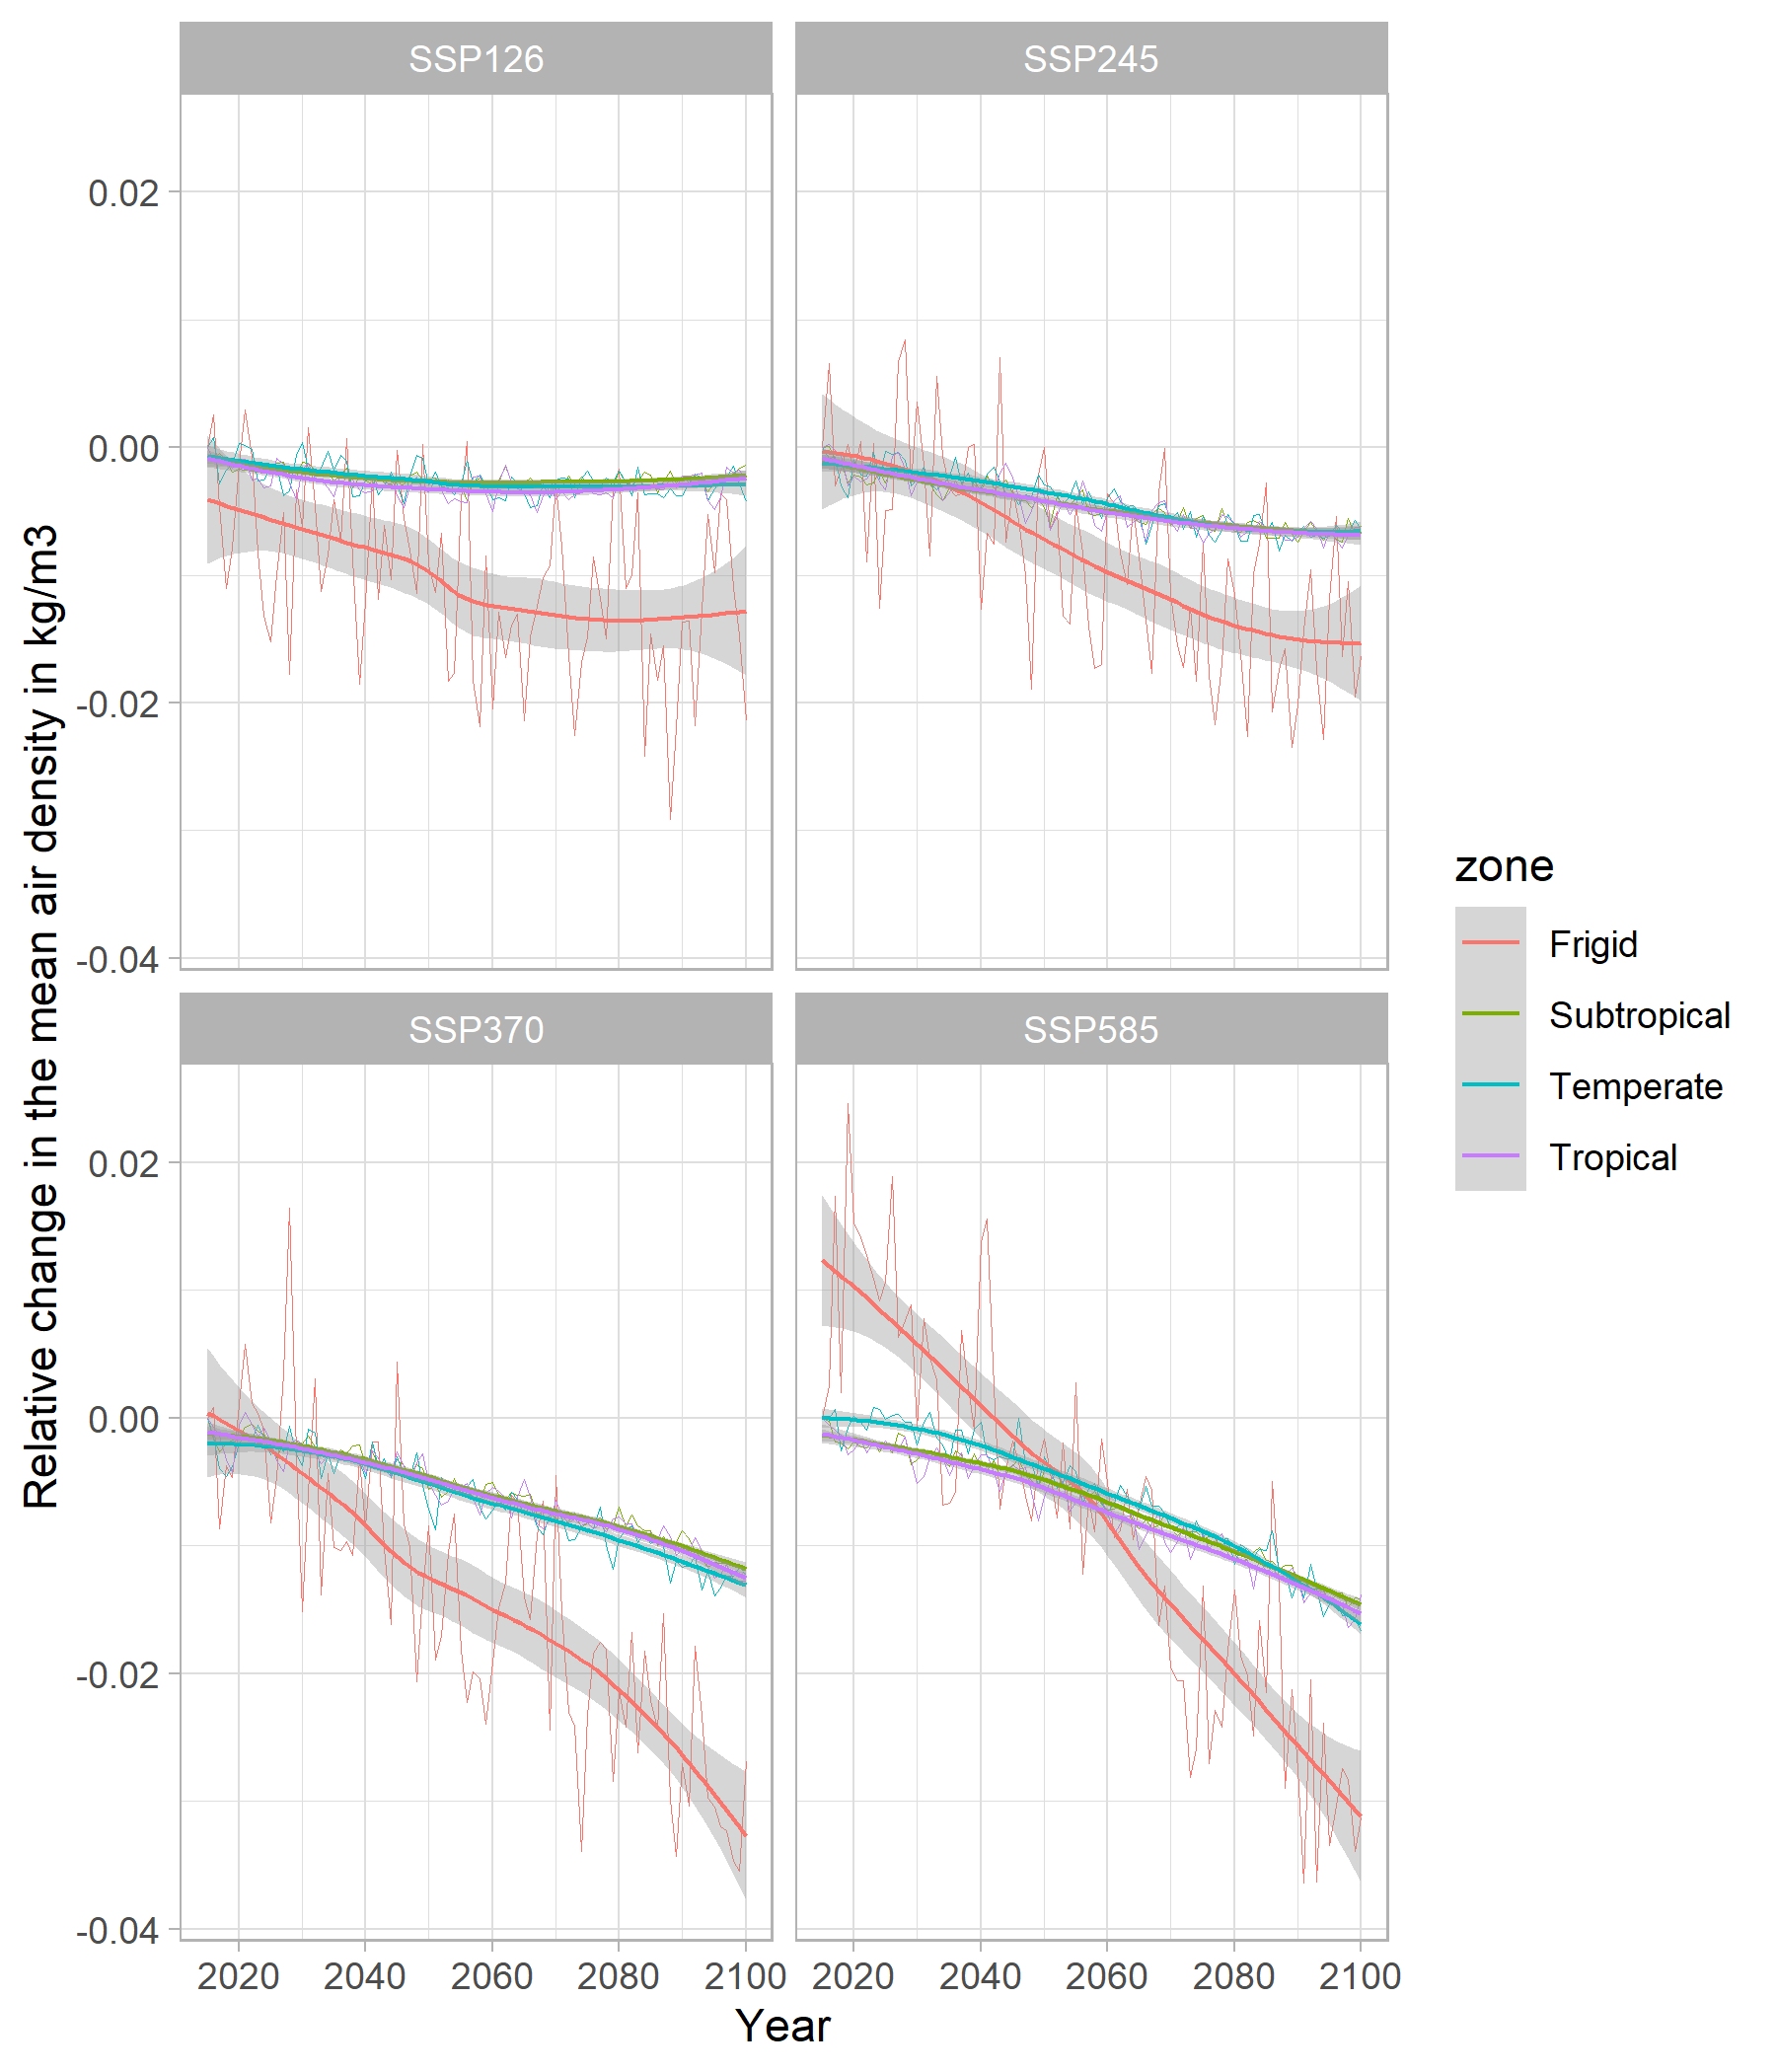 SSP126
SSP245
0.02
0.00
-0.02
-0.04
SSP370
SSP585
0.02
0.00
-0.02
-0.04
2020 2040 2060 2080 2100 2020 2040 2060 2080 2100
Year
Relative change in the mean air density in kg/m3
zone
Frigid
Subtropical
Temperate
Tropical